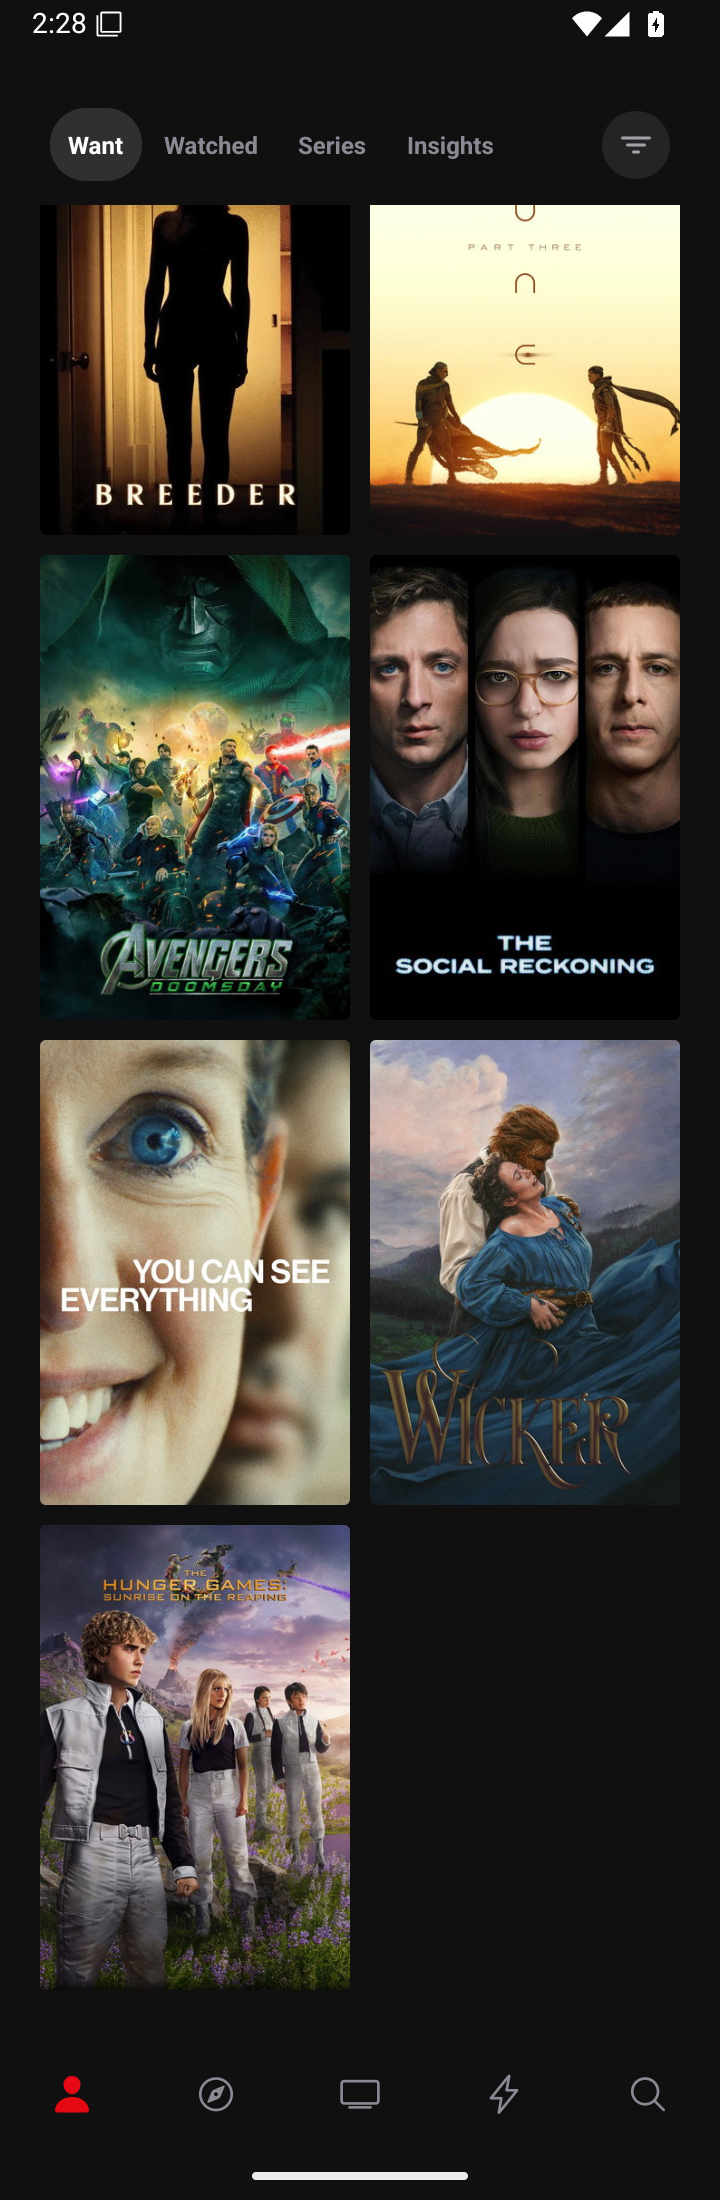 2:28
Want Watched Series Insights
BREEDER
U
PART THREE
N
E
AVENGERS
DOOMSDAY
THE
SOCIAL RECKONING
YOU CAN SEE
EVERYTHING
WICKER
THE
HUNGER GAMES:
SUNRISE ON THE REAPING